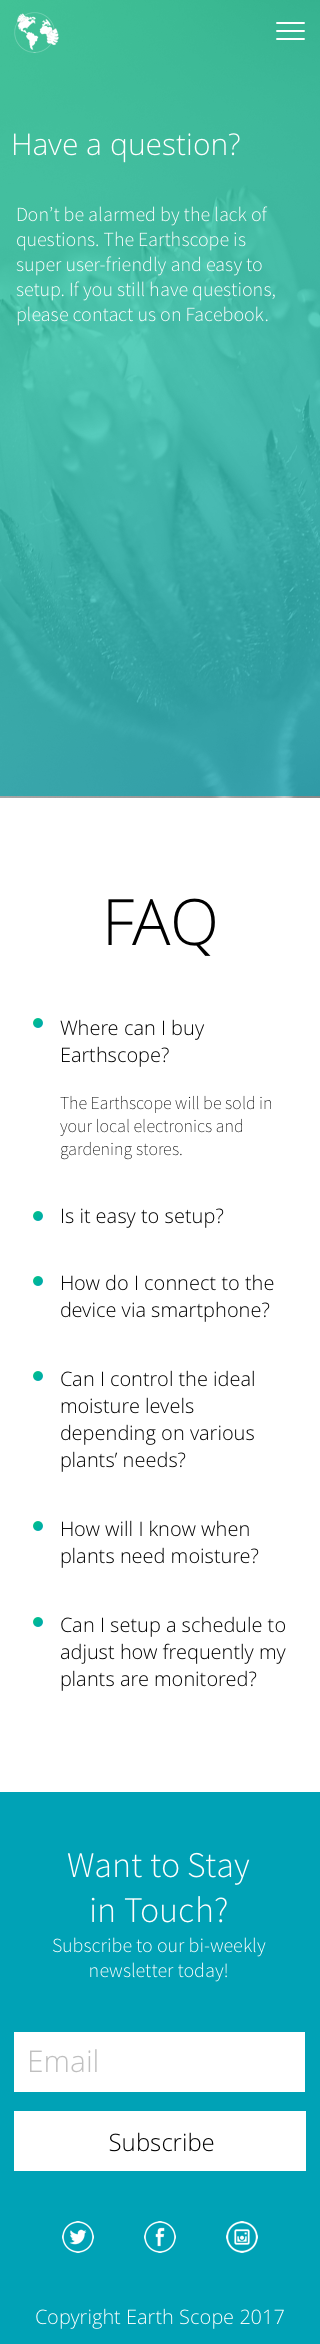 Have a question?
Don’t be alarmed by the lack of
questions. The Earthscope is
super user-friendly and easy to
setup. If you still have questions,
please contact us on Facebook.
FAQ
Where can I buy
Earthscope?
The Earthscope will be sold in
your local electronics and
gardening stores.
Is it easy to setup?
How do I connect to the
device via smartphone?
Can I control the ideal
moisture levels
depending on various
plants’ needs?
How will I know when
plants need moisture?
Can I setup a schedule to
adjust how frequently my
plants are monitored?
Want to Stay
in Touch?
Subscribe to our bi-weekly
newsletter today!
Email
Subscribe
Copyright Earth Scope 2017